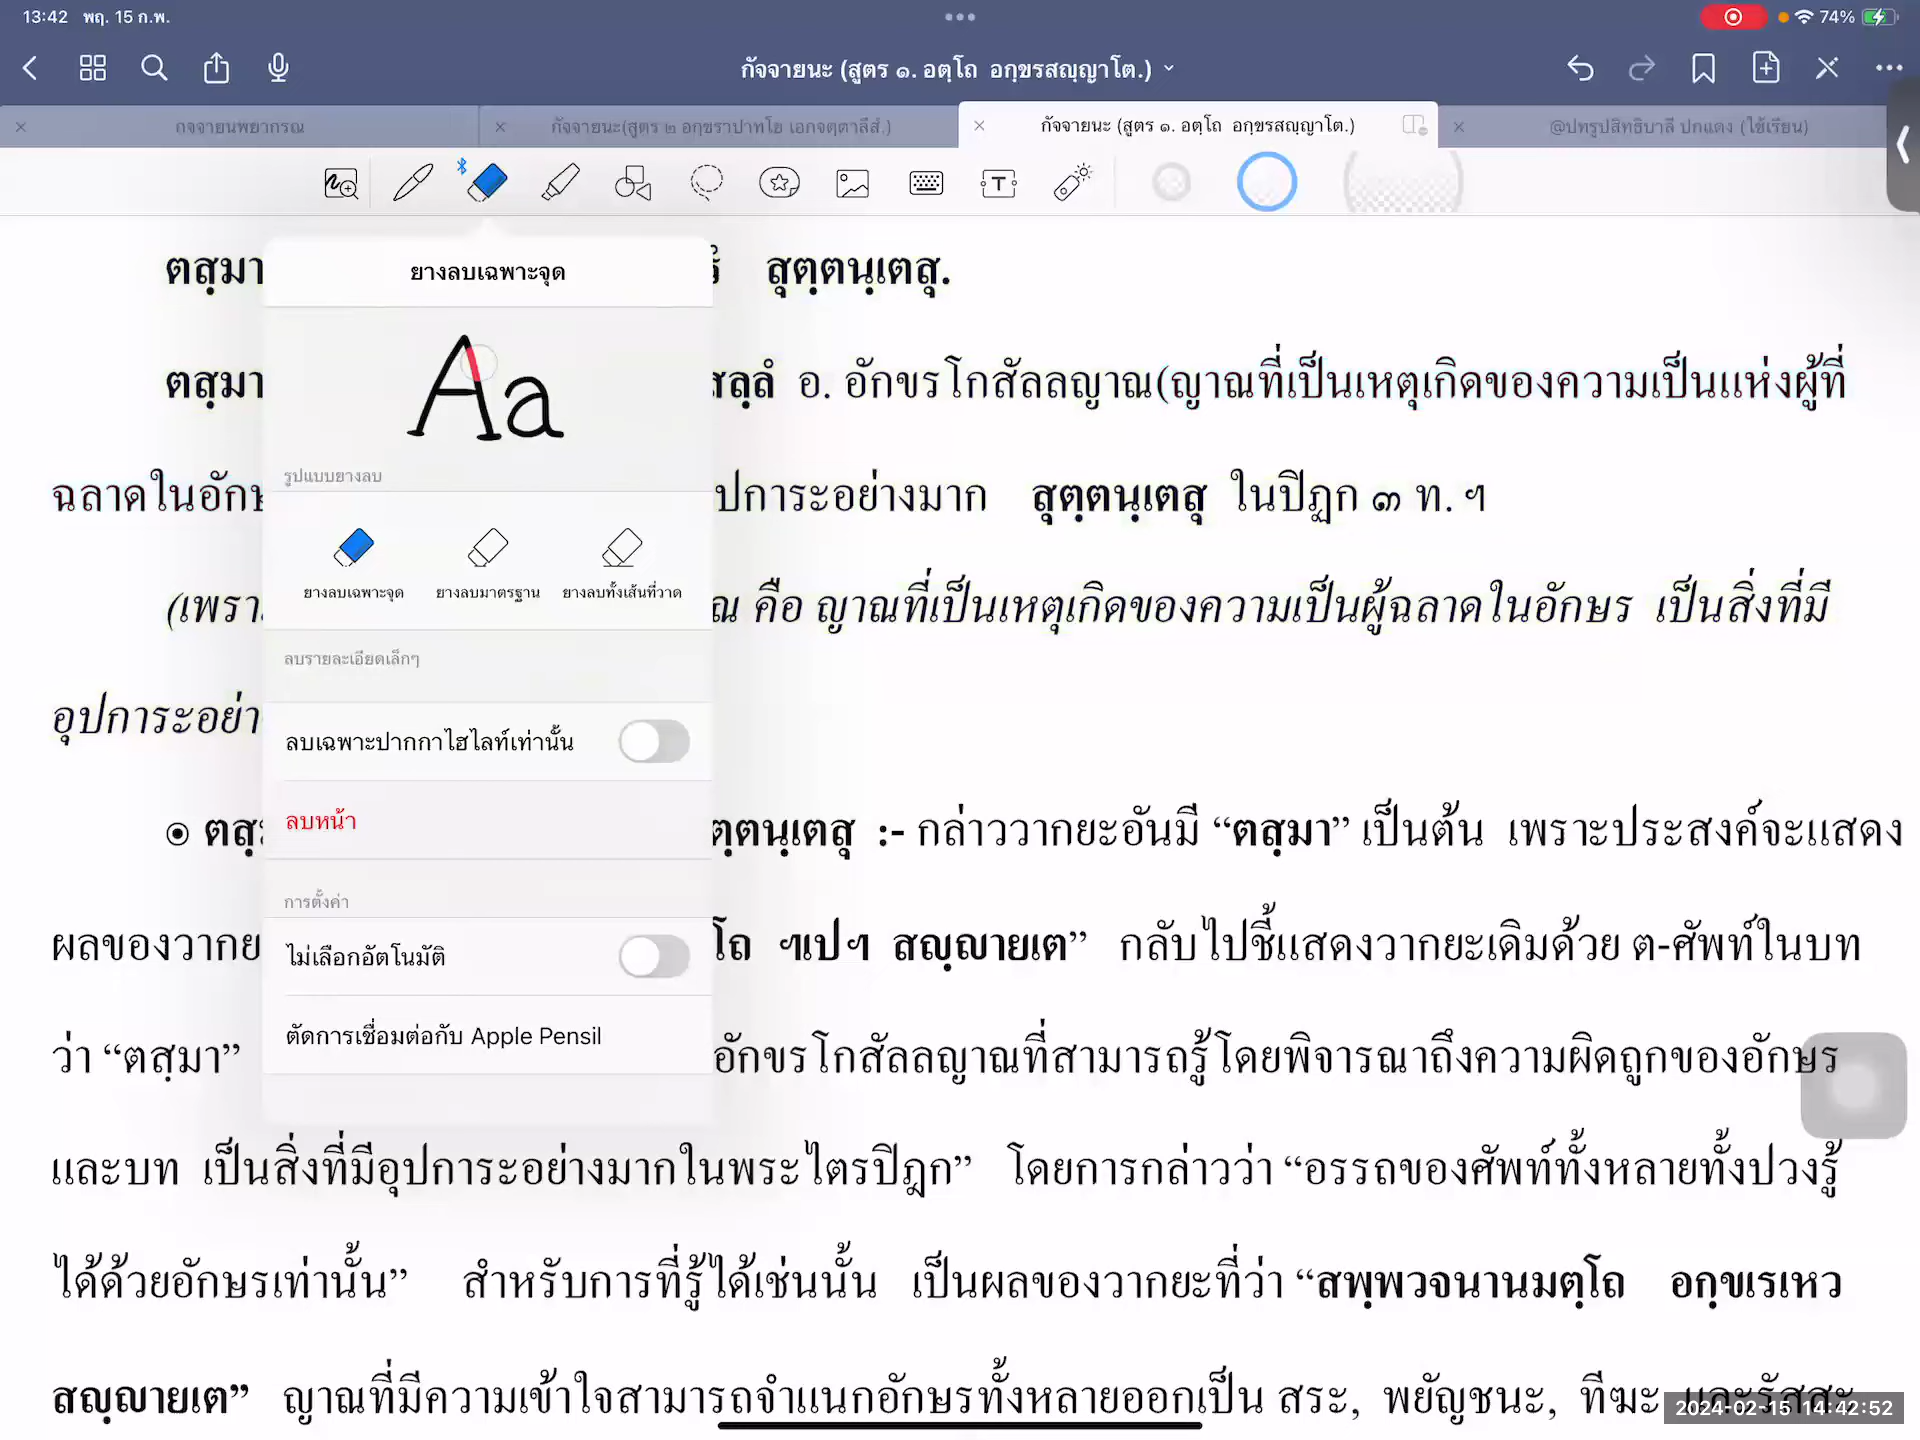 13:42 พฤ. 15 ก.พ.
74%
กัจจายนะ (สูตร ๑. อตฺโถ อกฺขรสญฺญาโต.)
กจฺจายนพยากรณ
กัจจายนะ(สูตร ๒ อกฺขราปาทโย เอกจตฺตาลีสํ.)
กัจจายนะ (สูตร ๑. อตฺโถ อกฺขรสญฺญาโต.)
@ปทรูปสิทธิบาลี ปกแดง (ใช้เรียน)
ยางลบเฉพาะจุด
Aa
รูปแบบยางลบ
ยางลบเฉพาะจุด ยางลบมาตรฐาน ยางลบทั้งเส้นที่วาด
ลบรายละเอียดเล็กๆ
ลบเฉพาะปากกาไฮไลท์เท่านั้น
ลบหน้า
การตั้งค่า
ไม่เลือกอัตโนมัติ
ตัดการเชื่อมต่อกับ Apple Pensil
ตสฺมา สุตฺตนฺเตสุ.
ตสฺมา สลฺลํ อ. อักขรโกสัลลญาณ(ญาณที่เป็นเหตุเกิดของความเป็นแห่งผู้ที่
ฉลาดในอักษ ปการะอย่างมาก สุตฺตนฺเตสุ ในปิฏก ๓ ท. ฯ
(เพรา ณ คือ ญาณที่เป็นเหตุเกิดของความเป็นผู้ฉลาดในอักษร เป็นสิ่งที่มี
อุปการะอย่า
⦿ ตสฺ ตฺตนฺเตสุ :- กล่าววากยะอันมี “ตสฺมา” เป็นต้น เพราะประสงค์จะแสดง
ผลของวากย โถ ฯเปฯ สญฺญายเต” กลับไปชี้แสดงวากยะเดิมด้วย ต-ศัพท์ในบท
ว่า “ตสฺมา” อักขรโกสัลลญาณที่สามารถรู้โดยพิจารณาถึงความผิดถูกของอักษร
และบท เป็นสิ่งที่มีอุปการะอย่างมากในพระไตรปิฎก” โดยการกล่าวว่า “อรรถของศัพท์ทั้งหลายทั้งปวงรู้
ได้ด้วยอักษรเท่านั้น” สำหรับการที่รู้ได้เช่นนั้น เป็นผลของวากยะที่ว่า “สพฺพวจนานมตฺโถ อกฺขเรเหว
สญฺญายเต” ญาณที่มีความเข้าใจสามารถจำแนกอักษรทั้งหลายออกเป็น สระ, พยัญชนะ, ทีฆะ และรัสสะ
2024-02-15 14:42:52